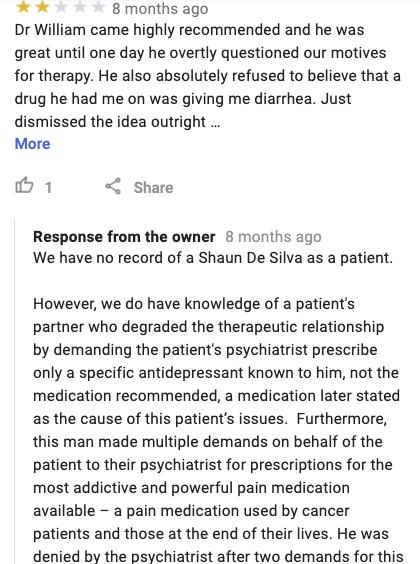 8 months ago
Dr William came highly recommended and he was
great until one day he overtly questioned our motives
for therapy. He also absolutely refused to believe that a
drug he had me on was giving me diarrhea. Just
dismissed the idea outright ...
More
1
Share
Response from the owner 8 months ago
We have no record of a Shaun De Silva as a patient.
However, we do have knowledge of a patient's
partner who degraded the therapeutic relationship
by demanding the patient's psychiatrist prescribe
only a specific antidepressant known to him, not the
medication recommended, a medication later stated
as the cause of this patient’s issues.  Furthermore,
this man made multiple demands on behalf of the
patient to their psychiatrist for prescriptions for the
most addictive and powerful pain medication
available – a pain medication used by cancer
patients and those at the end of their lives. He was
denied by the psychiatrist after two demands for this